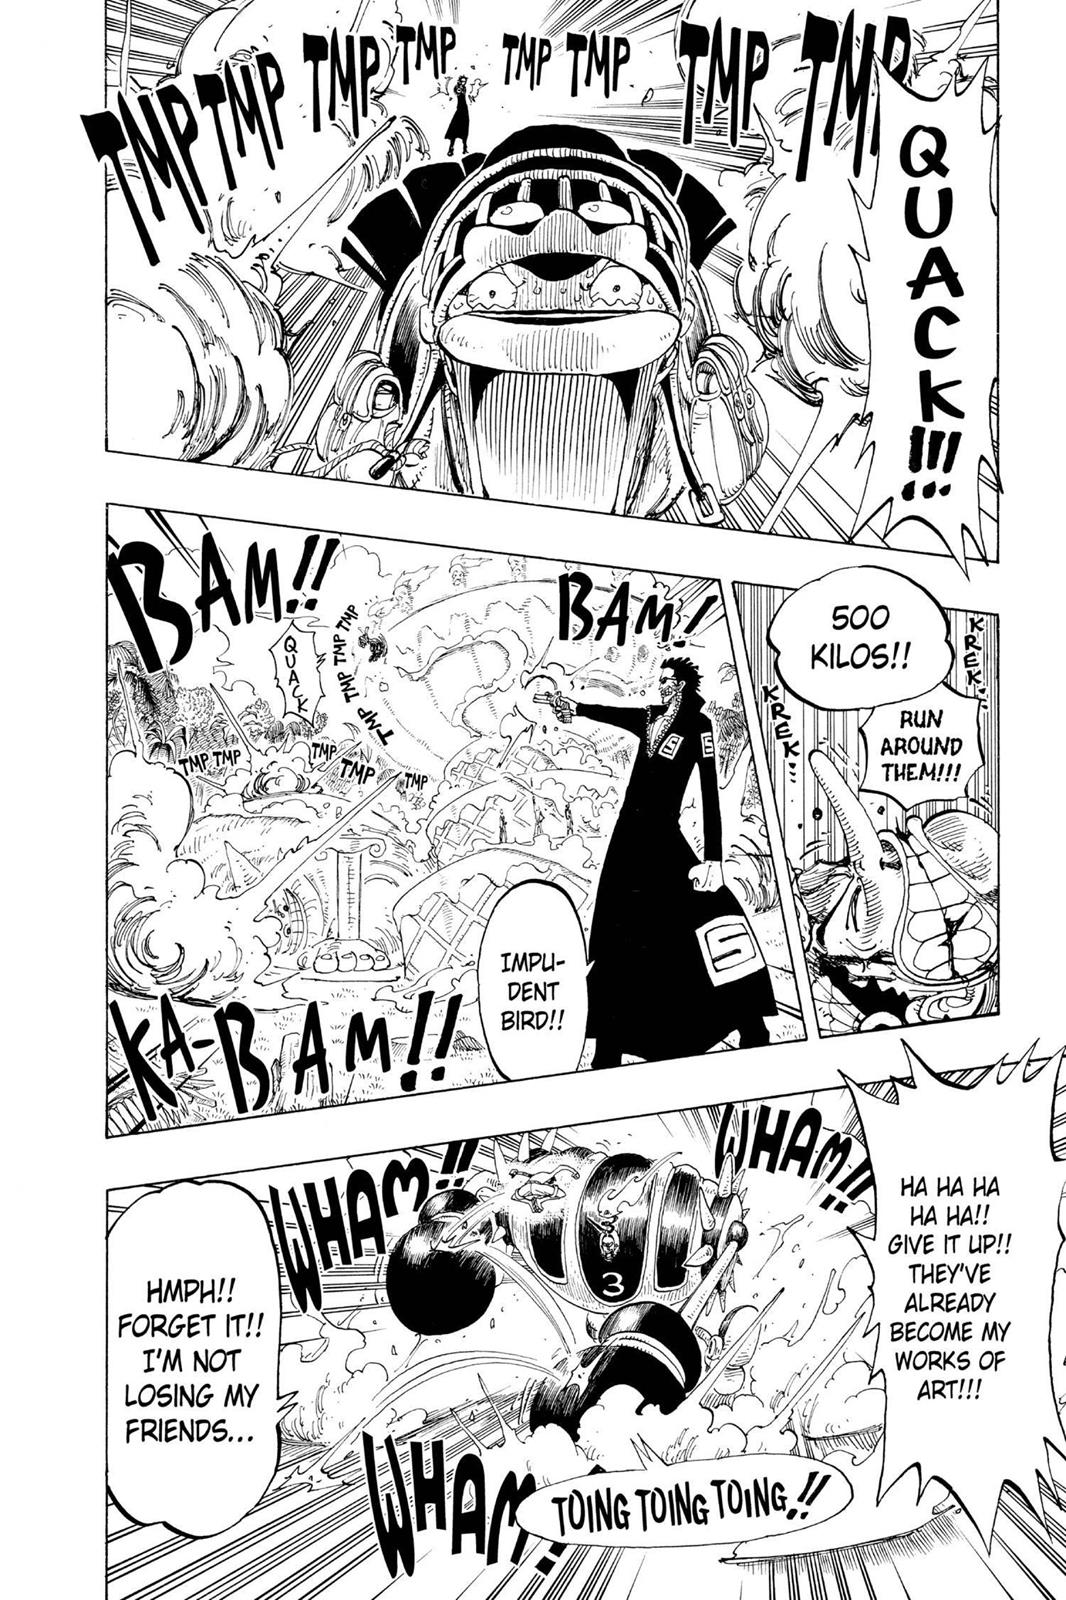 TMP TMP TMP TMP TMP TMP TMP TMP
QUACK!!!
500
KILOS!!
RUN
AROUND
THEM!!!
KREK...
KREK...
BAM!!
BAM!
QUACK
TMP TMP TMP TMP
TMP TMP
TMP
TMP
TMP
IMPU-
DENT
BIRD!!
KA-BAM!!
S
S
S
HA HA HA
HA HA!!
GIVE IT UP!!
THEY'VE
ALREADY
BECOME MY
WORKS OF
ART!!!
WHAM!!
WHAM!!
3
HMPH!!
FORGET IT!!
I'M NOT
LOSING MY
FRIENDS...
WHAM!
TOING TOING TOING!!